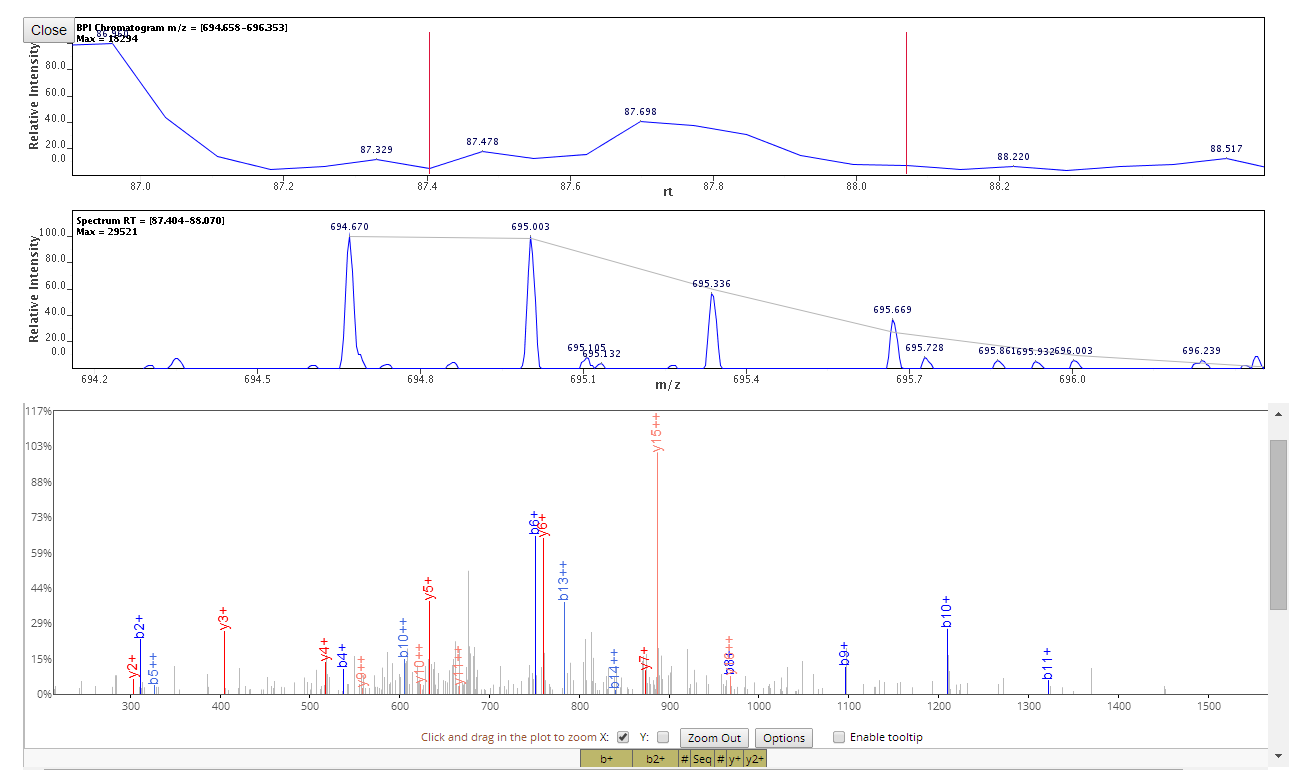 Close
BPI Chromatogram m/z = [694.658-696.353]
Max = 18294
Relative Intensity
80.0
60.0
40.0
20.0
0.0
87.329
87.478
87.698
88.220
88.517
87.0
87.2
87.4
87.6
87.8
88.0
88.2
rt
Spectrum RT = [87.404-88.070]
Max = 29521
Relative Intensity
100.0
80.0
60.0
40.0
20.0
0.0
694.670
695.003
695.105
695.132
695.336
695.669
695.728
695.861
695.932
696.003
696.239
694.2
694.5
694.8
695.1
695.4
695.7
696.0
m/z
117%
103%
88%
73%
59%
44%
29%
15%
0%
y2+
b2+
b5++
y3+
y4+
b4+
y9++
b10++
y10++
y5+
y11++
b6+
y6+
b13++
b14++
y7+
y15++
b8+
b9+
b10+
b11+
300
400
500
600
700
800
900
1000
1100
1200
1300
1400
1500
Click and drag in the plot to zoom X: Y: Zoom Out Options Enable tooltip
b+ b2+ # Seq # y+ y2+